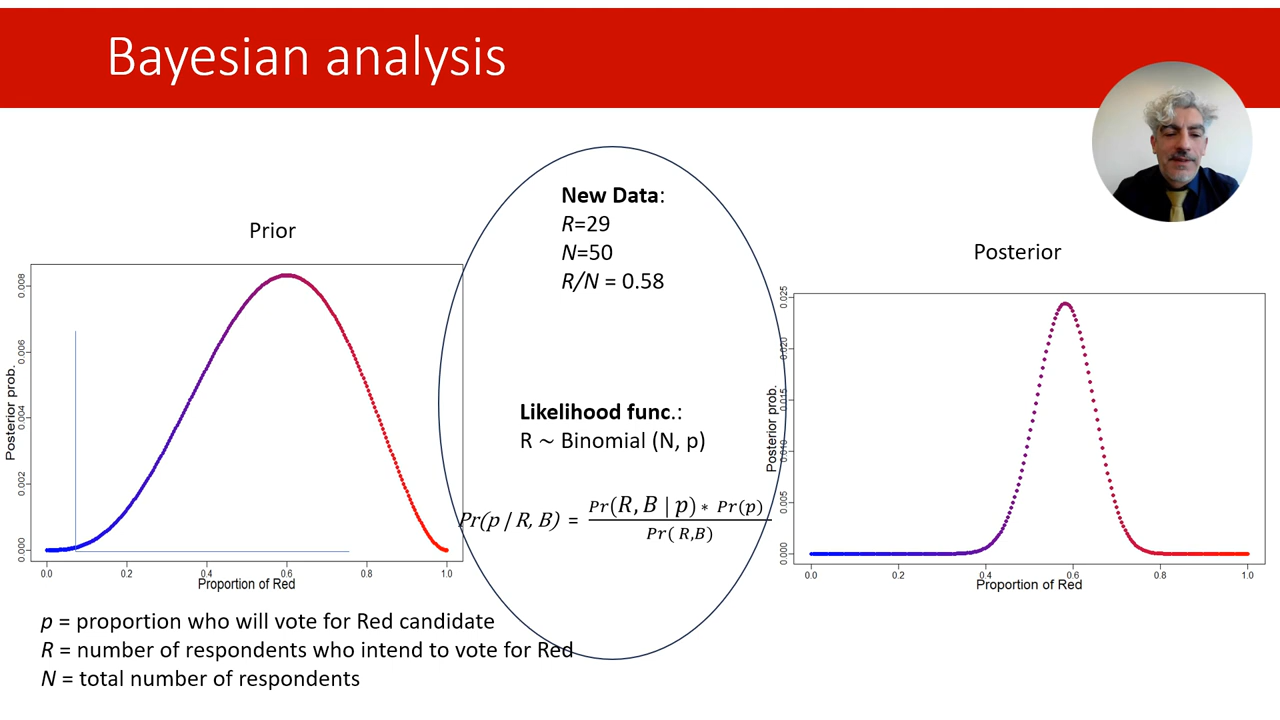 Bayesian analysis
Prior
Posterior prob.
0.000
0.002
0.004
0.006
0.008
0.0 0.2 0.4 0.6 0.8 1.0
Proportion of Red
New Data:
R=29
N=50
R/N = 0.58
Likelihood func.:
R ~ Binomial (N, p)
Pr(p / R, B) = Pr(R, B | p) * Pr(p)
Pr( R,B)
Posterior
Posterior prob.
0.000
0.005
0.010
0.015
0.020
0.025
0.0 0.2 0.4 0.6 0.8 1.0
Proportion of Red
p = proportion who will vote for Red candidate
R = number of respondents who intend to vote for Red
N = total number of respondents